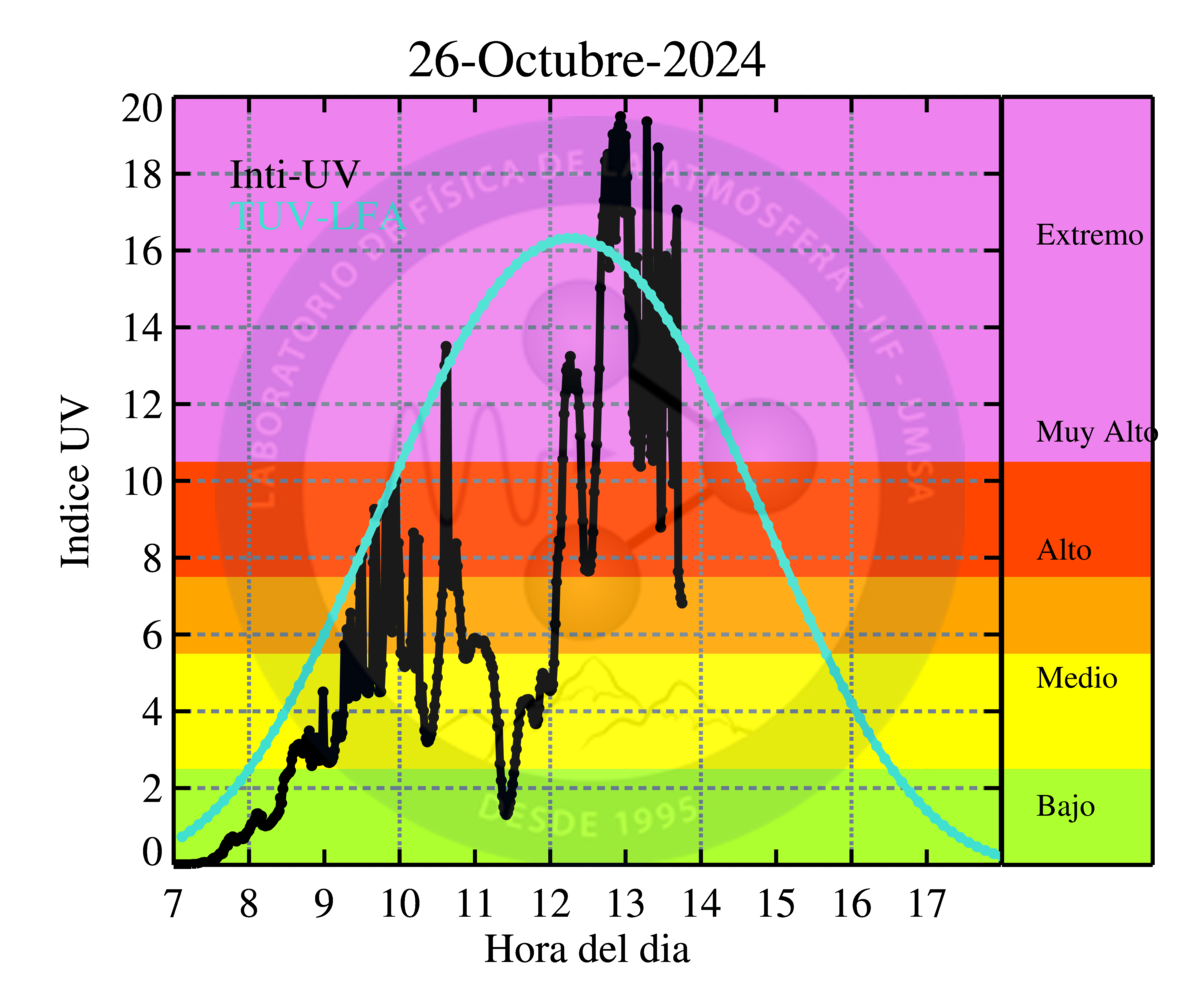 26-Octubre-2024
Inti-UV
TUV-LFA
LABORATORIO DE FÍSICA DE LA ATMÓSFERA - IIF - UMSA
DESDE 1995
Indice UV
20
18
16
14
12
10
8
6
4
2
0
7 8 9 10 11 12 13 14 15 16 17
Hora del dia
Extremo
Muy Alto
Alto
Medio
Bajo